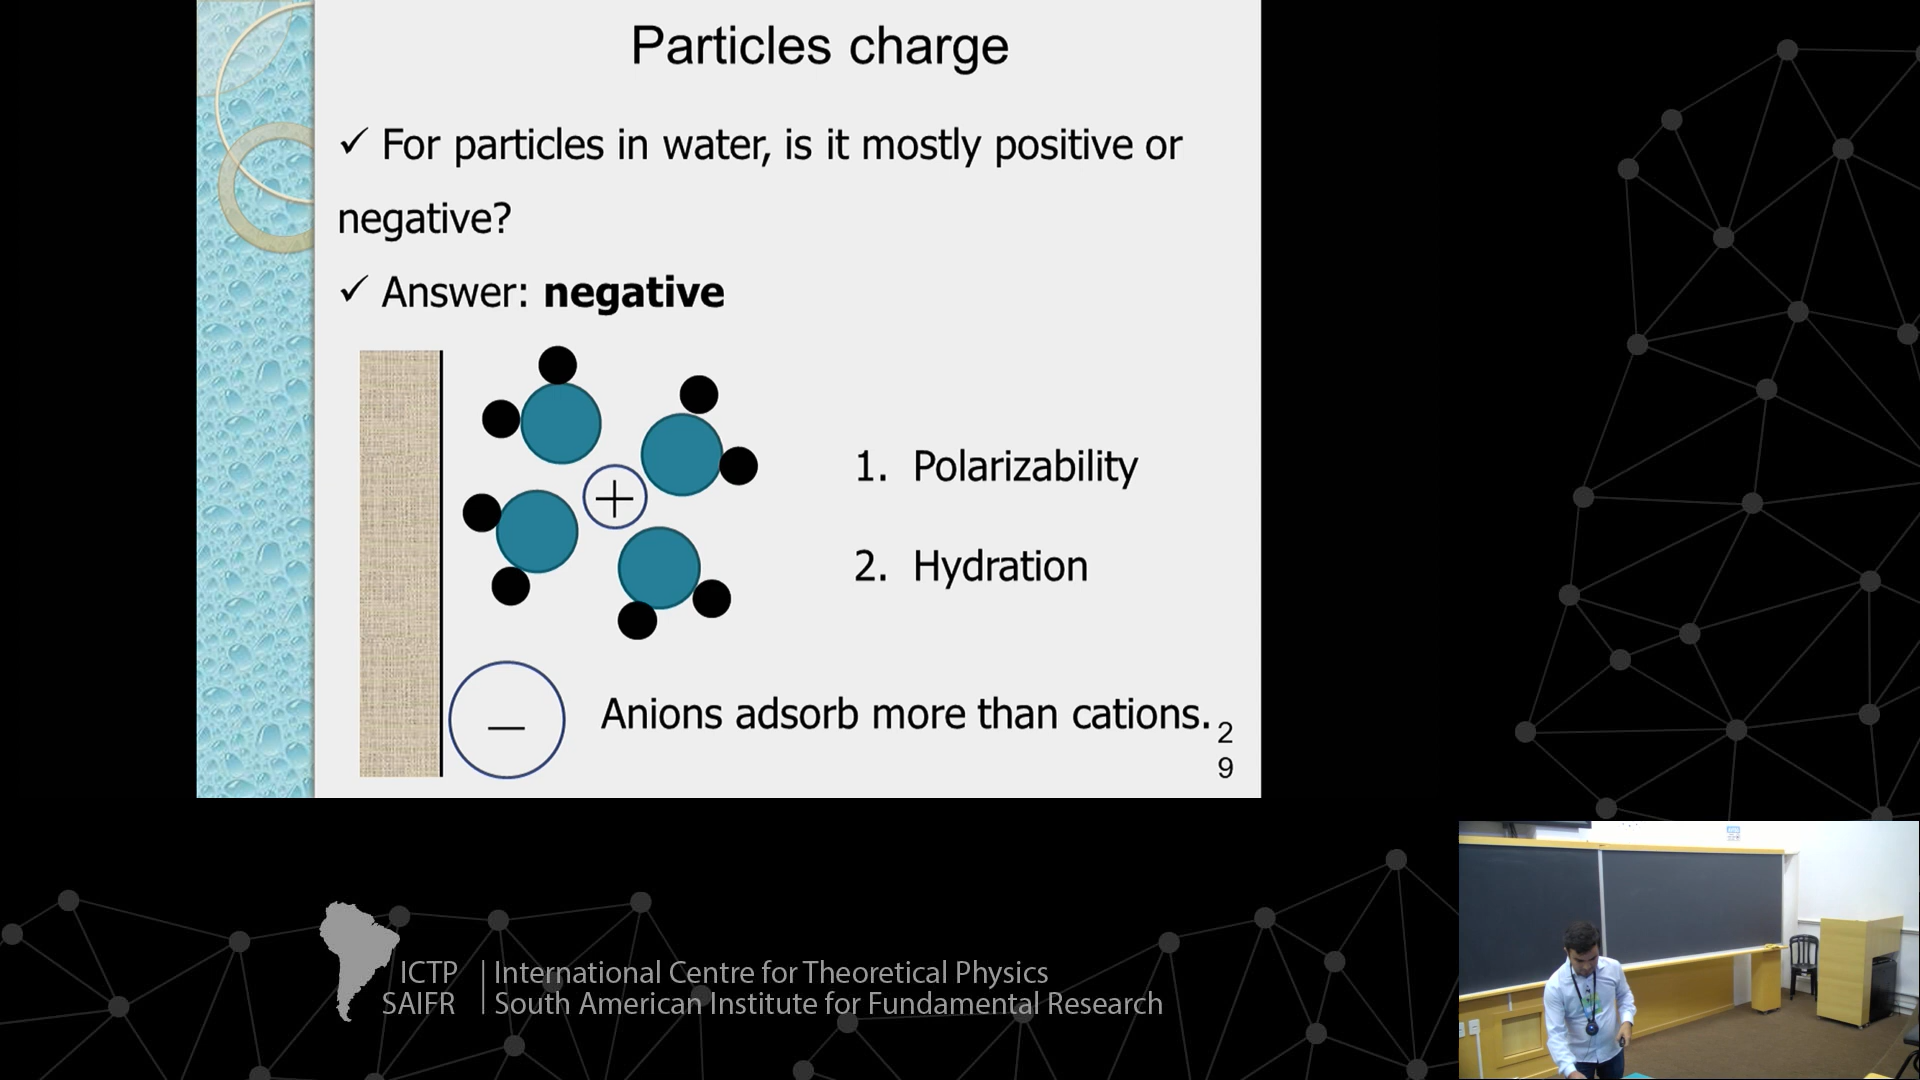 Particles charge
✓ For particles in water, is it mostly positive or
negative?
✓ Answer: negative
+
1. Polarizability
2. Hydration
—
Anions adsorb more than cations.
2
9
ICTP | International Centre for Theoretical Physics
SAIFR | South American Institute for Fundamental Research